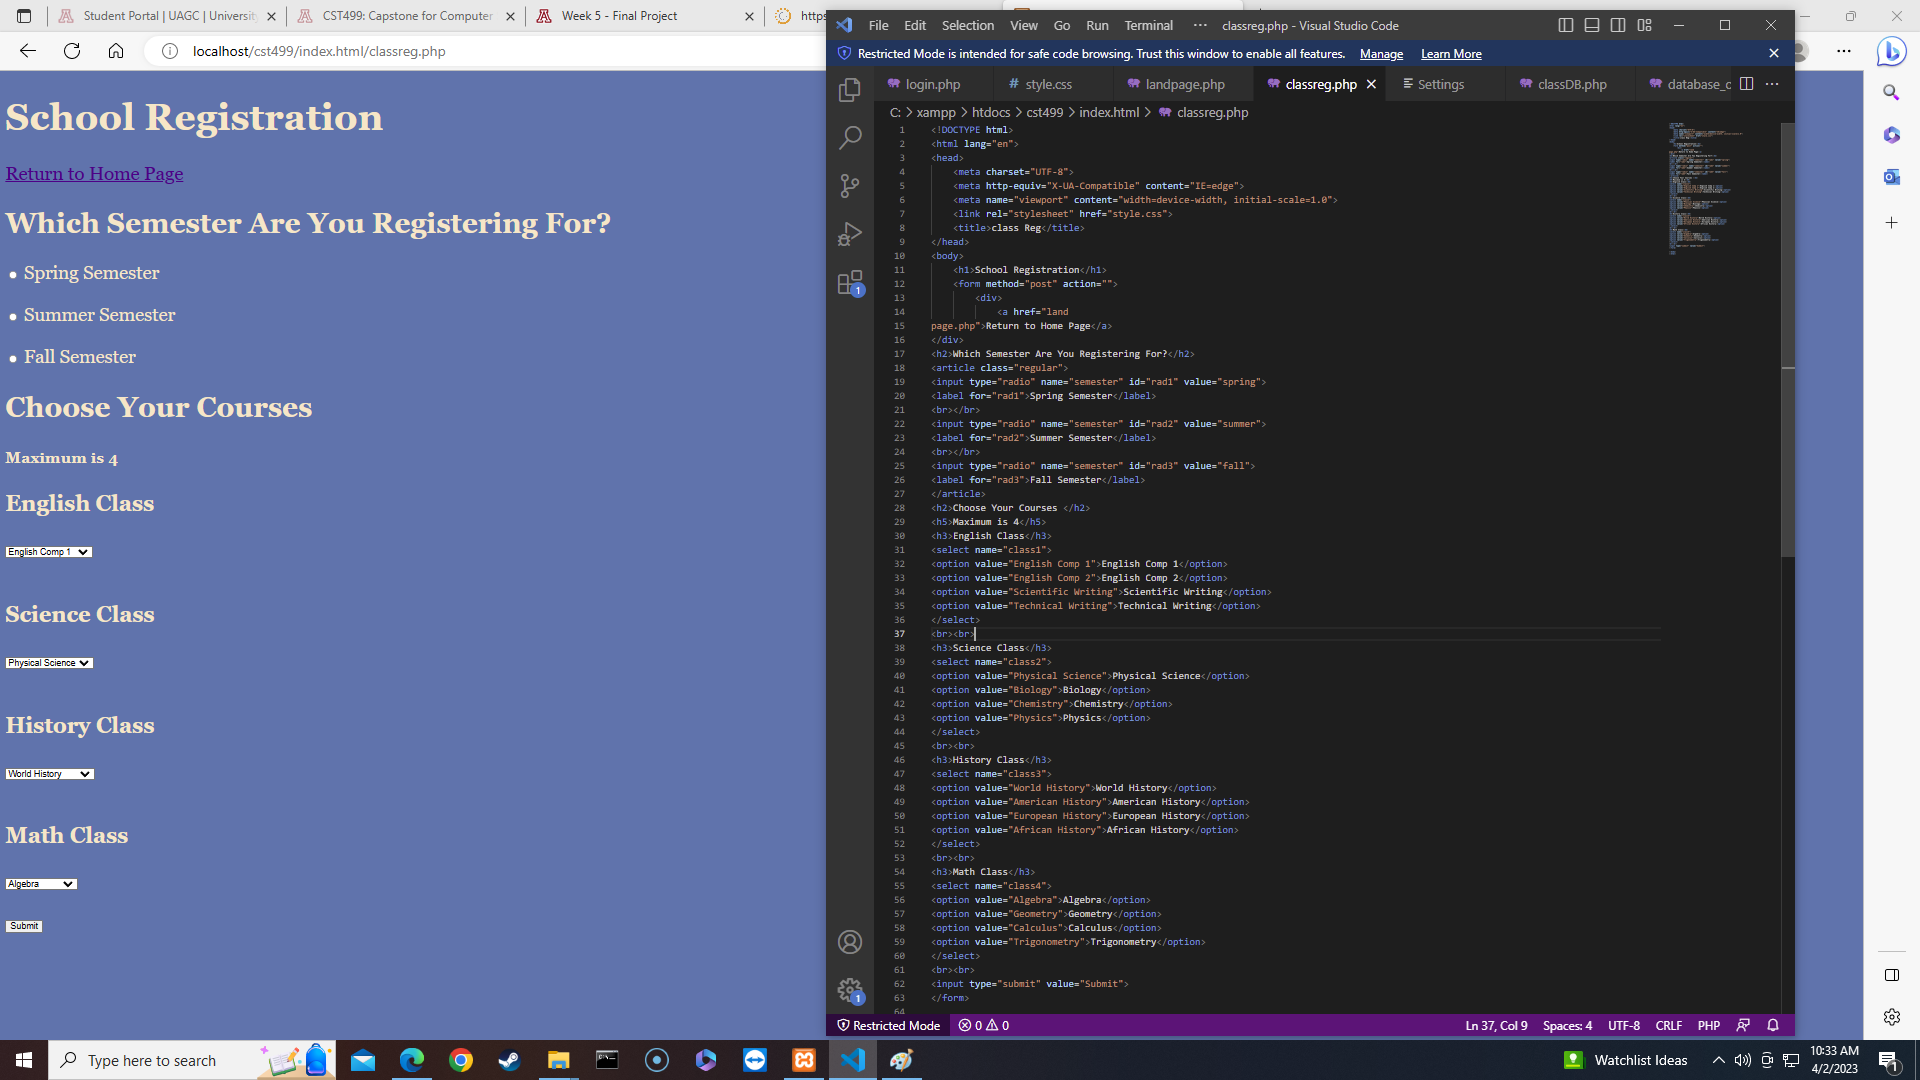 Student Portal | UAGC | University
CST499: Capstone for Computer
Week 5 - Final Project
https
localhost/cst499/index.html/classreg.php
School Registration
Return to Home Page
Which Semester Are You Registering For?
Spring Semester
Summer Semester
Fall Semester
Choose Your Courses
Maximum is 4
English Class
English Comp 1
Science Class
Physical Science
History Class
World History
Math Class
Algebra
Submit
File Edit Selection View Go Run Terminal ··· classreg.php - Visual Studio Code
Restricted Mode is intended for safe code browsing. Trust this window to enable all features. Manage Learn More
login.php # style.css landpage.php classreg.php Settings classDB.php database_c
C: > xampp > htdocs > cst499 > index.html > classreg.php
1 <!DOCTYPE html>
2 <html lang="en">
3 <head>
4 <meta charset="UTF-8">
5 <meta http-equiv="X-UA-Compatible" content="IE=edge">
6 <meta name="viewport" content="width=device-width, initial-scale=1.0">
7 <link rel="stylesheet" href="style.css">
8 <title>class Reg</title>
9 </head>
10 <body>
11 <h1>School Registration</h1>
12 <form method="post" action="">
13 <div>
14 <a href="land
15 page.php">Return to Home Page</a>
16 </div>
17 <h2>Which Semester Are You Registering For?</h2>
18 <article class="regular">
19 <input type="radio" name="semester" id="rad1" value="spring">
20 <label for="rad1">Spring Semester</label>
21 <br></br>
22 <input type="radio" name="semester" id="rad2" value="summer">
23 <label for="rad2">Summer Semester</label>
24 <br></br>
25 <input type="radio" name="semester" id="rad3" value="fall">
26 <label for="rad3">Fall Semester</label>
27 </article>
28 <h2>Choose Your Courses </h2>
29 <h5>Maximum is 4</h5>
30 <h3>English Class</h3>
31 <select name="class1">
32 <option value="English Comp 1">English Comp 1</option>
33 <option value="English Comp 2">English Comp 2</option>
34 <option value="Scientific Writing">Scientific Writing</option>
35 <option value="Technical Writing">Technical Writing</option>
36 </select>
37 <br><br>
38 <h3>Science Class</h3>
39 <select name="class2">
40 <option value="Physical Science">Physical Science</option>
41 <option value="Biology">Biology</option>
42 <option value="Chemistry">Chemistry</option>
43 <option value="Physics">Physics</option>
44 </select>
45 <br><br>
46 <h3>History Class</h3>
47 <select name="class3">
48 <option value="World History">World History</option>
49 <option value="American History">American History</option>
50 <option value="European History">European History</option>
51 <option value="African History">African History</option>
52 </select>
53 <br><br>
54 <h3>Math Class</h3>
55 <select name="class4">
56 <option value="Algebra">Algebra</option>
57 <option value="Geometry">Geometry</option>
58 <option value="Calculus">Calculus</option>
59 <option value="Trigonometry">Trigonometry</option>
60 </select>
61 <br><br>
62 <input type="submit" value="Submit">
63 </form>
64
1
1
Restricted Mode 0 0 Ln 37, Col 9 Spaces: 4 UTF-8 CRLF PHP
Type here to search
Watchlist Ideas
10:33 AM
4/2/2023
1